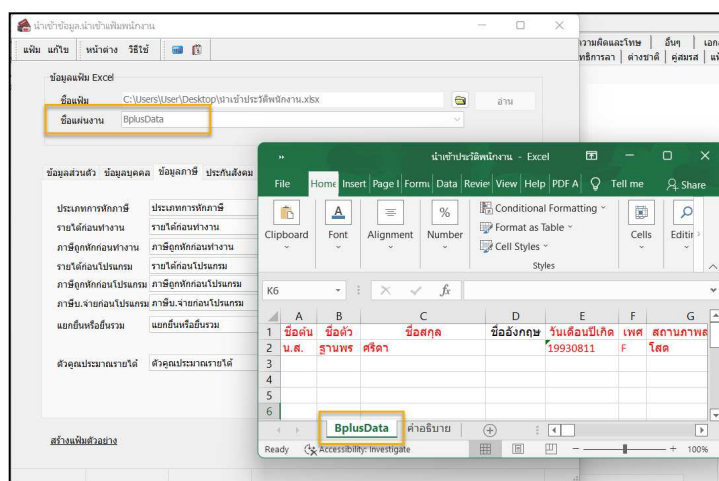 นำเข้าข้อมูล.นำเข้าแฟ้มพนักงาน
แฟ้ม แก้ไข หน้าต่าง วิธีใช้
ความผิดและโทษ อื่นๆ
สิทธิการลา ต่างชาติ คู่สมรส
ข้อมูลแฟ้ม Excel
ชื่อแฟ้ม C:\Users\User\Desktop\นำเข้าประวัติพนักงาน.xlsx อ่าน
ชื่อแผ่นงาน BplusData
ข้อมูลส่วนตัว ข้อมูลบุคคล ข้อมูลภาษี ประกันสังคม
ประเภทการหักภาษี ประเภทการหักภาษี
รายได้ก่อนทำงาน รายได้ก่อนทำงาน
ภาษีถูกหักก่อนทำงาน ภาษีถูกหักก่อนทำงาน
รายได้ก่อนโปรแกรม รายได้ก่อนโปรแกรม
ภาษีถูกหักก่อนโปรแกรม ภาษีถูกหักก่อนโปรแกรม
ภาษีบ.จ่ายก่อนโปรแกรม ภาษีบ.จ่ายก่อนโปรแกรม
แยกยื่นหรือยื่นรวม แยกยื่นหรือยื่นรวม
ตัวคูณประมาณรายได้ ตัวคูณประมาณรายได้
สร้างแฟ้มตัวอย่าง
นำเข้าประวัติพนักงาน - Excel
File Home Insert Page l Formu Data Review View Help PDF A Tell me Share
Clipboard Font Alignment Number Conditional Formatting Format as Table Cell Styles Cells Editing
Styles
K6 fx
A B C D E F G
1 ชื่อต้น ชื่อตัว ชื่อสกุล ชื่ออังกฤษ วันเดือนปีเกิด เพศ สถานภาพส
2 น.ส. ฐานพร ศรีดา 19930811 F โสด
3
4
5
6
BplusData คำอธิบาย
Ready Accessibility: Investigate 100%